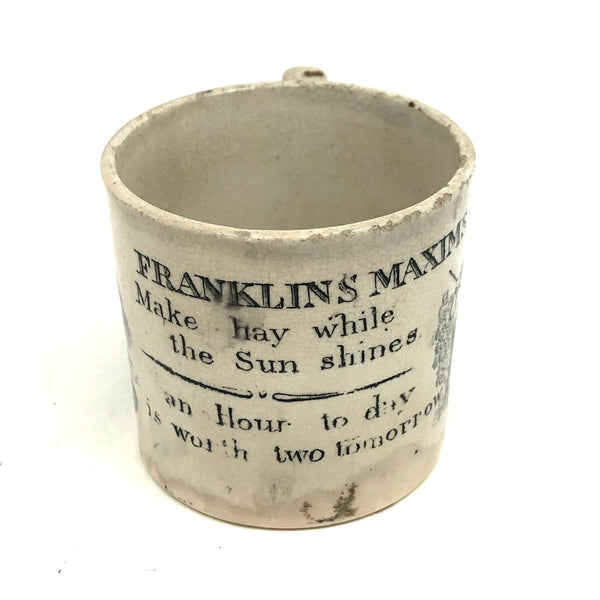 FRANKLINS MAXIMS
Make hay while
the Sun shines
an Hour to day
is worth two tomorrow